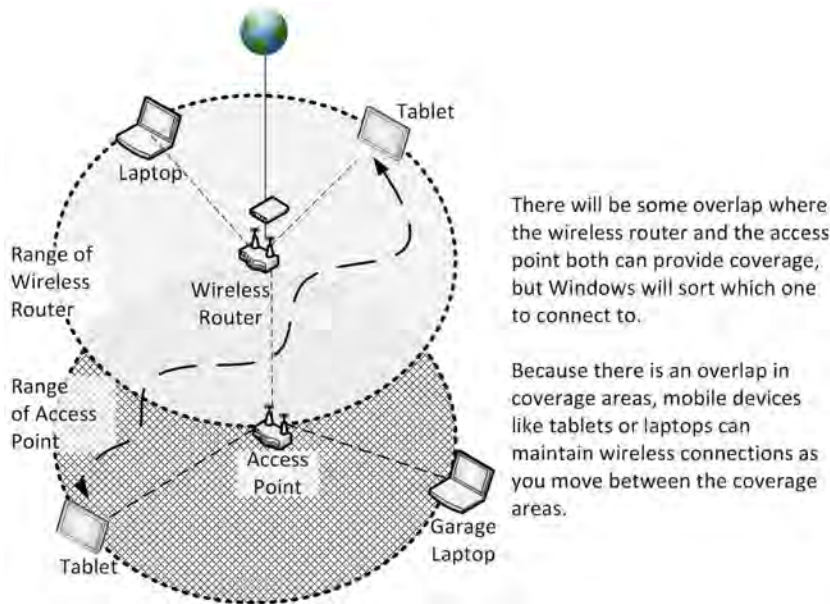 Tablet
Laptop
Range of
Wireless
Router
Wireless
Router
Range
of Access
Point
Access
Point
Tablet
Garage
Laptop
There will be some overlap where
the wireless router and the access
point both can provide coverage,
but Windows will sort which one
to connect to.
Because there is an overlap in
coverage areas, mobile devices
like tablets or laptops can
maintain wireless connections as
you move between the coverage
areas.